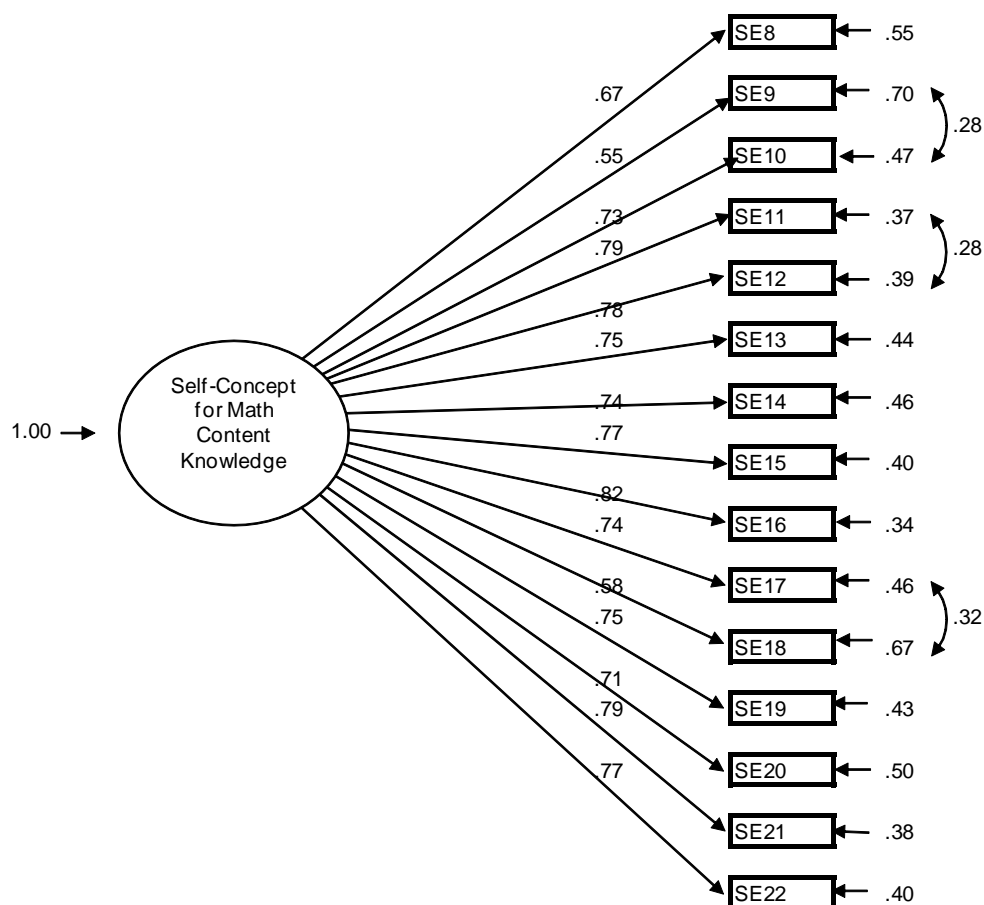 SE8 .55
.67 SE9 .70
.28
.55 SE10 .47
.73 SE11 .37
.79 .28
SE12 .39
.78
.75 SE13 .44
Self-Concept
for Math
Content
Knowledge
.74 SE14 .46
1.00
.77 SE15 .40
.82
.74 SE16 .34
.58 SE17 .46
.75 .32
SE18 .67
.71
.79 SE19 .43
.77 SE20 .50
SE21 .38
SE22 .40